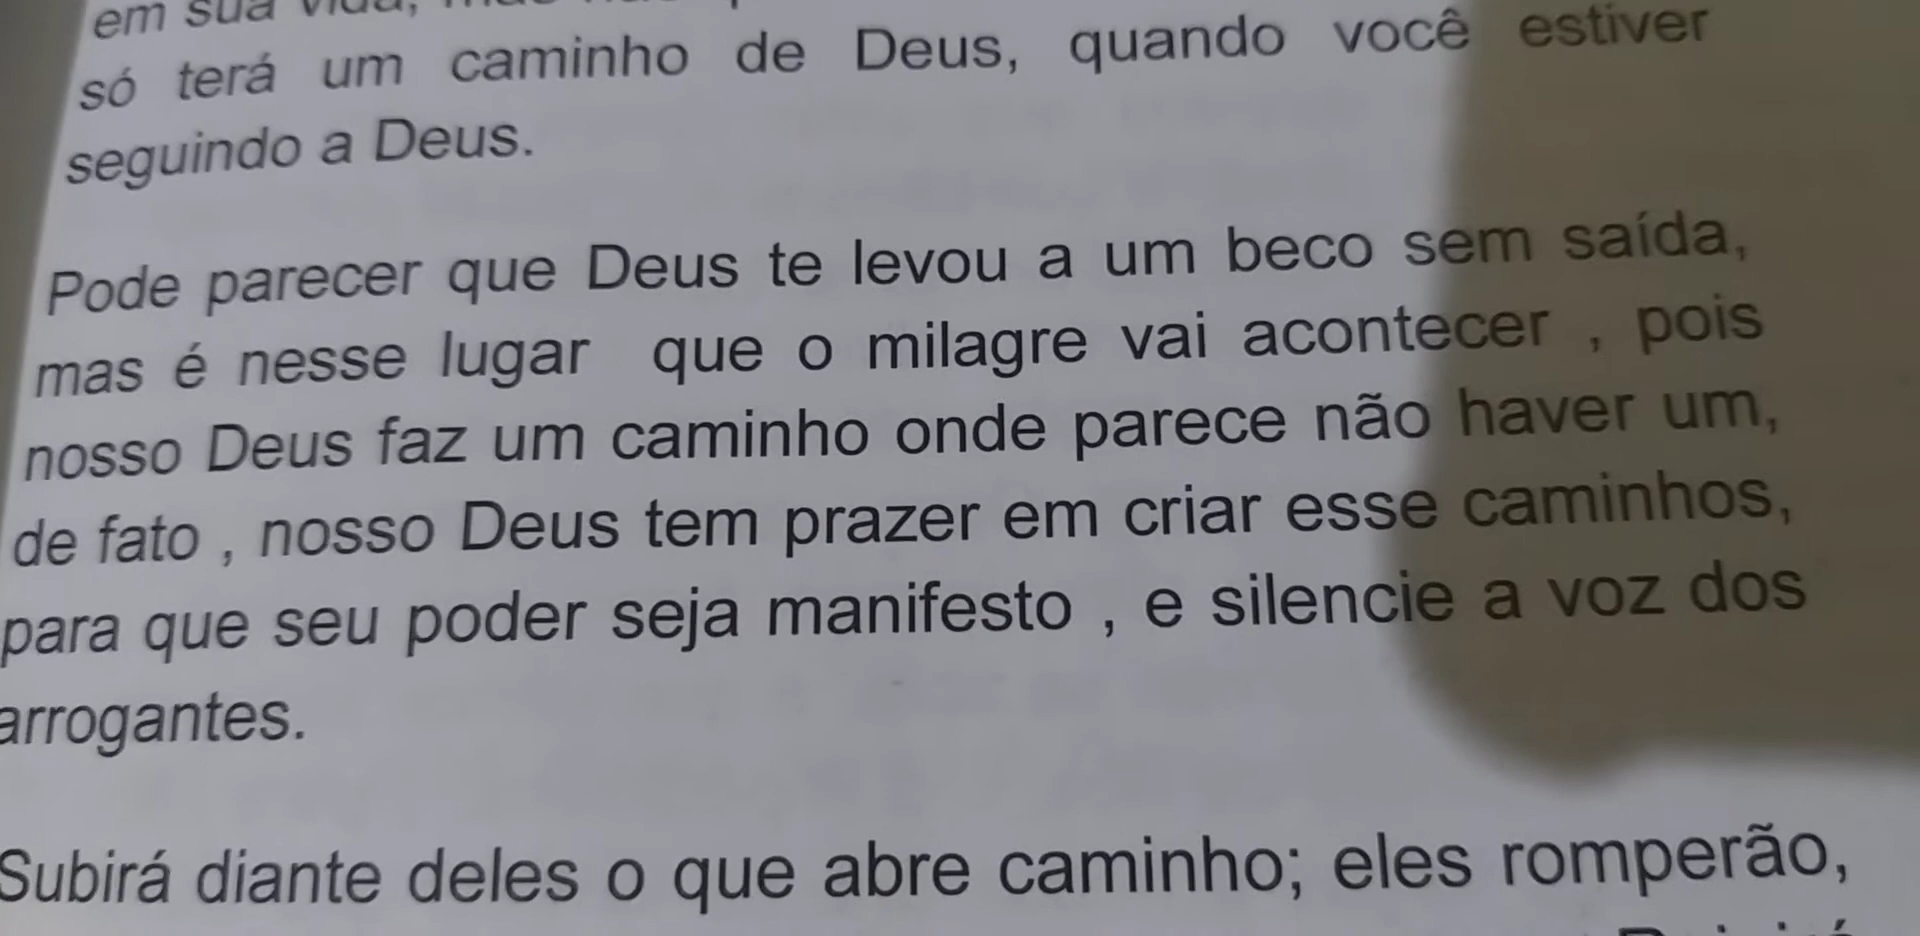 em sua vida,
só terá um caminho de Deus, quando você estiver
seguindo a Deus.
Pode parecer que Deus te levou a um beco sem saída,
mas é nesse lugar que o milagre vai acontecer , pois
nosso Deus faz um caminho onde parece não haver um,
de fato , nosso Deus tem prazer em criar esse caminhos,
para que seu poder seja manifesto , e silencie a voz dos
arrogantes.
Subirá diante deles o que abre caminho; eles romperão,